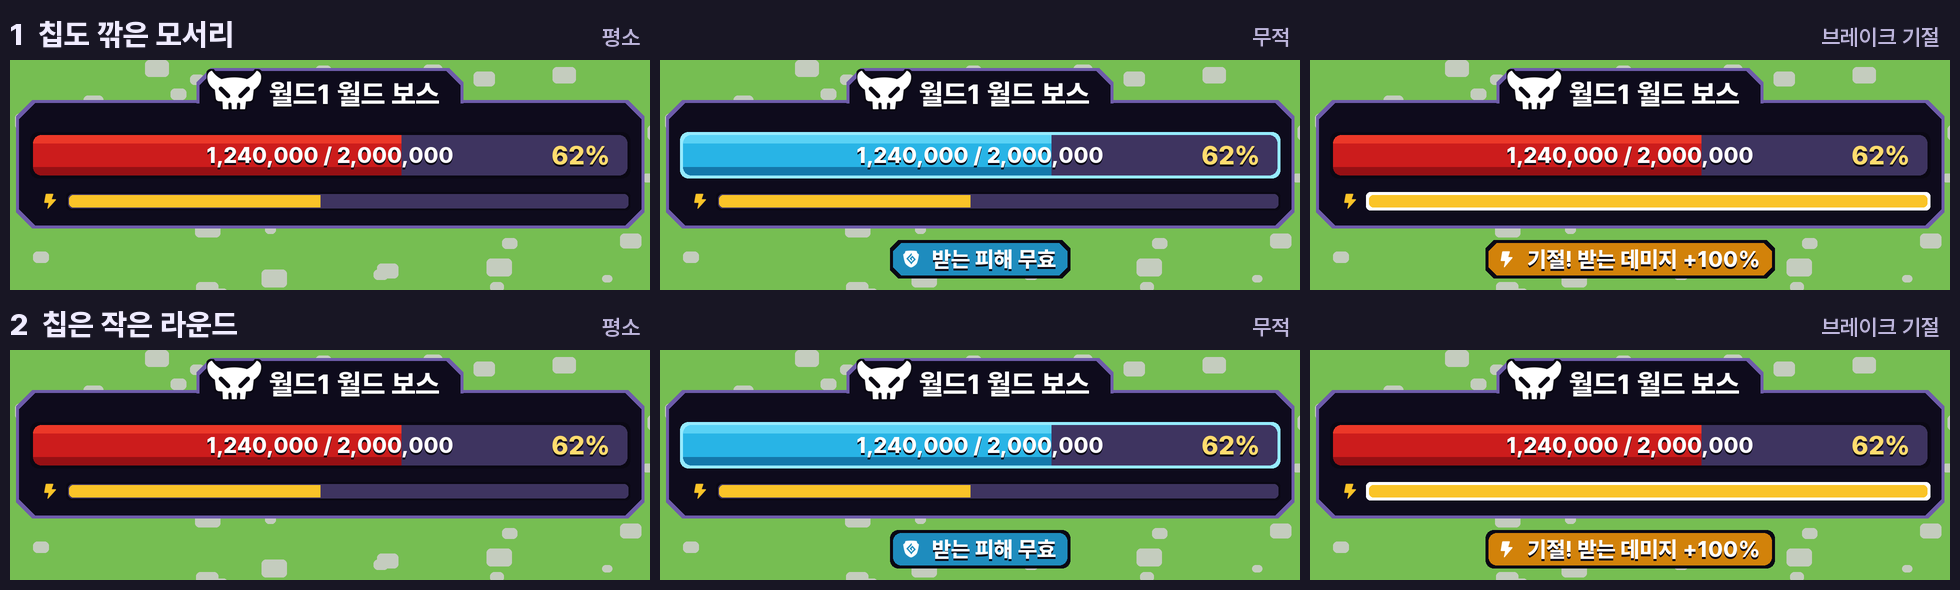 1 칩도 깎은 모서리
평소
무적
브레이크 기절
월드1 월드 보스
1,240,000 / 2,000,000 62%
월드1 월드 보스
1,240,000 / 2,000,000 62%
받는 피해 무효
월드1 월드 보스
1,240,000 / 2,000,000 62%
기절! 받는 데미지 +100%
2 칩은 작은 라운드
평소
무적
브레이크 기절
월드1 월드 보스
1,240,000 / 2,000,000 62%
월드1 월드 보스
1,240,000 / 2,000,000 62%
받는 피해 무효
월드1 월드 보스
1,240,000 / 2,000,000 62%
기절! 받는 데미지 +100%